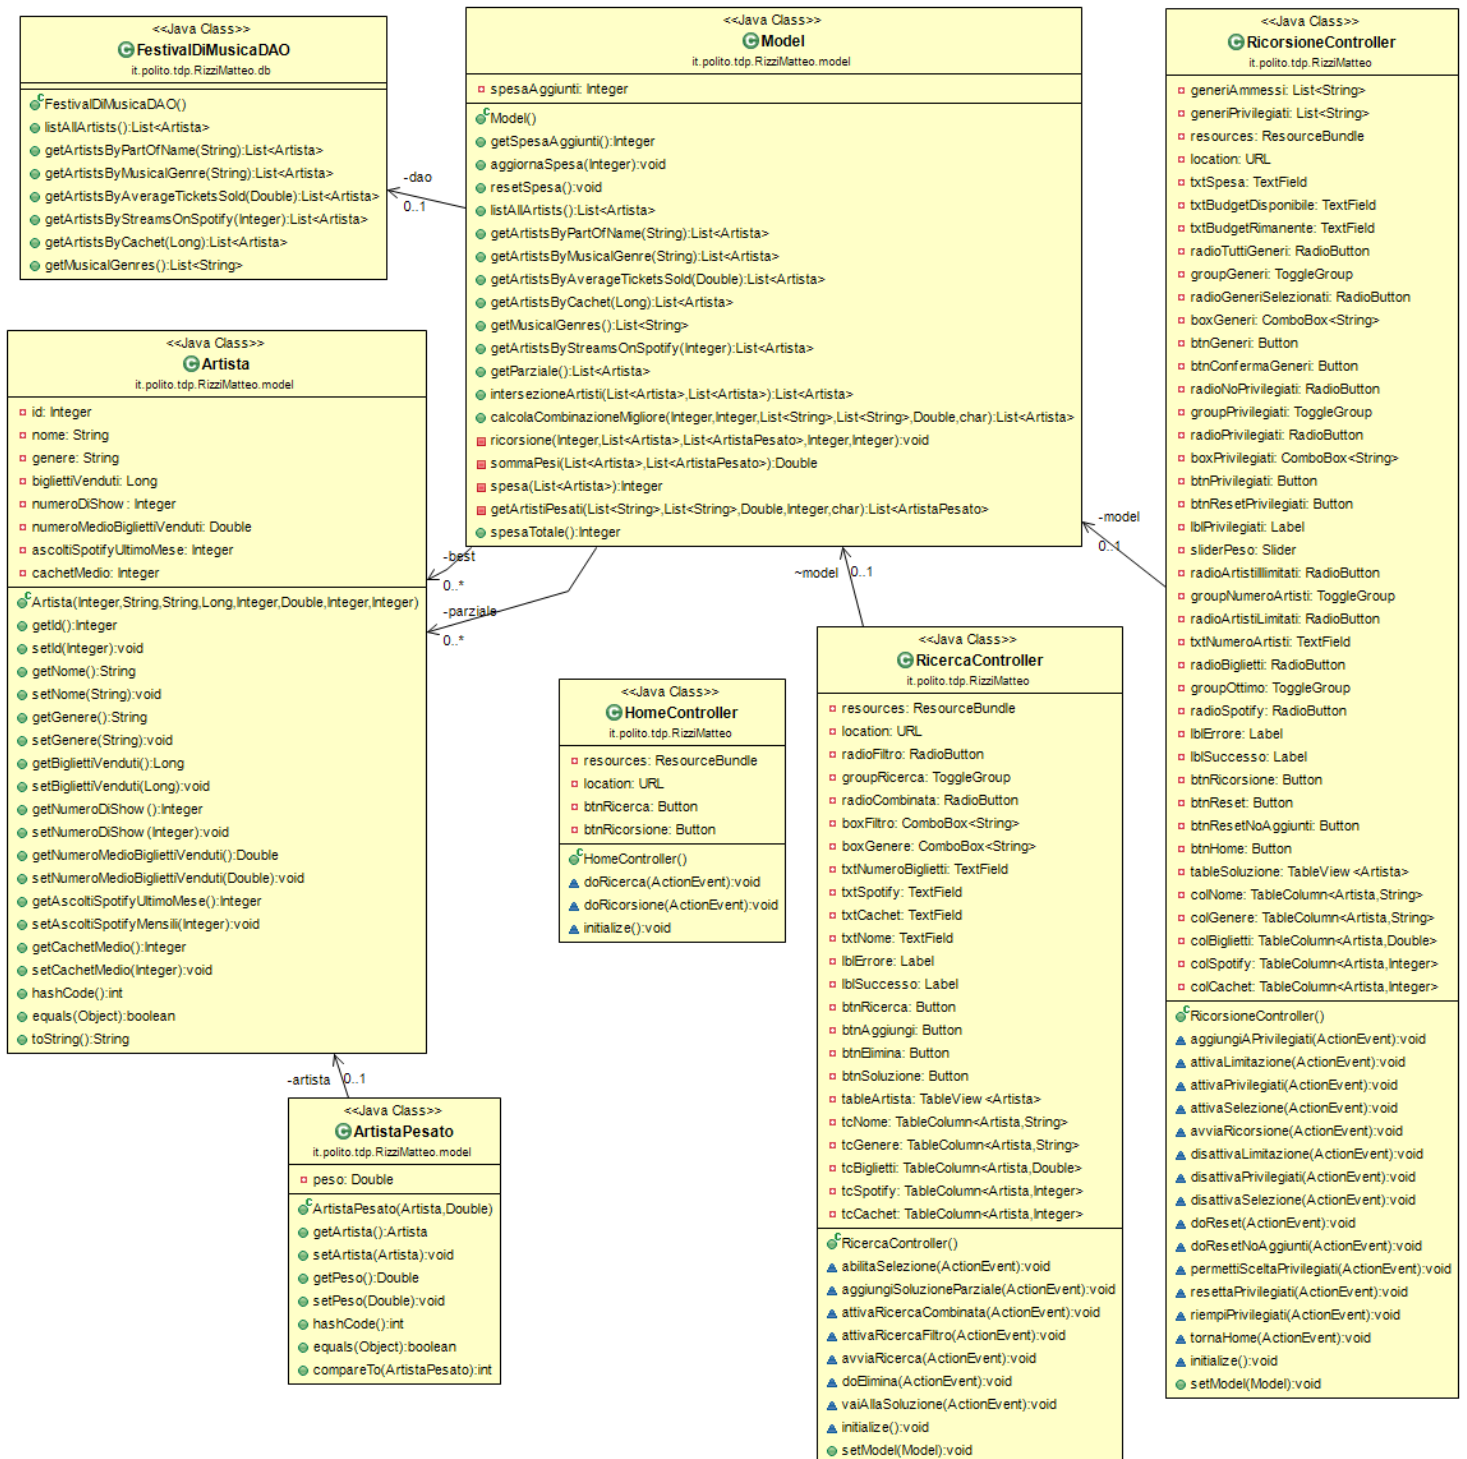 <<Java Class>>
FestivalDiMusicaDAO
it.polito.tdp.RizziMatteo.db
FestivalDiMusicaDAO()
listAllArtists():List<Artista>
getArtistsByPartOfName(String):List<Artista>
getArtistsByMusicalGenre(String):List<Artista>
getArtistsByAverageTicketsSold(Double):List<Artista>
getArtistsByStreamsOnSpotify(Integer):List<Artista>
getArtistsByCachet(Long):List<Artista>
getMusicalGenres():List<String>
-dao
0..1
<<Java Class>>
Model
it.polito.tdp.RizziMatteo.model
spesaAggiunti: Integer
Model()
getSpesaAggiunti():Integer
aggiornaSpesa(Integer):void
resetSpesa():void
listAllArtists():List<Artista>
getArtistsByPartOfName(String):List<Artista>
getArtistsByMusicalGenre(String):List<Artista>
getArtistsByAverageTicketsSold(Double):List<Artista>
getArtistsByCachet(Long):List<Artista>
getMusicalGenres():List<String>
getArtistsByStreamsOnSpotify(Integer):List<Artista>
getParziale():List<Artista>
intersezioneArtisti(List<Artista>,List<Artista>):List<Artista>
calcolaCombinazioneMigliore(Integer,Integer,List<String>,List<String>,Double,char):List<Artista>
ricorsione(Integer,List<Artista>,List<ArtistaPesato>,Integer,Integer):void
sommaPesi(List<Artista>,List<ArtistaPesato>):Double
spesa(List<Artista>):Integer
getArtistiPesati(List<String>,List<String>,Double,Integer,char):List<ArtistaPesato>
spesaTotale():Integer
-best
0..*
-parziale
0..*
~model
0..1
-model
0..1
<<Java Class>>
Artista
it.polito.tdp.RizziMatteo.model
id: Integer
nome: String
genere: String
bigliettiVenduti: Long
numeroDiShow: Integer
numeroMedioBigliettiVenduti: Double
ascoltiSpotifyUltimoMese: Integer
cachetMedio: Integer
Artista(Integer,String,String,Long,Integer,Double,Integer,Integer)
getId():Integer
setId(Integer):void
getNome():String
setNome(String):void
getGenere():String
setGenere(String):void
getBigliettiVenduti():Long
setBigliettiVenduti(Long):void
getNumeroDiShow():Integer
setNumeroDiShow(Integer):void
getNumeroMedioBigliettiVenduti():Double
setNumeroMedioBigliettiVenduti(Double):void
getAscoltiSpotifyUltimoMese():Integer
setAscoltiSpotifyMensili(Integer):void
getCachetMedio():Integer
setCachetMedio(Integer):void
hashCode():int
equals(Object):boolean
toString():String
-artista
0..1
<<Java Class>>
ArtistaPesato
it.polito.tdp.RizziMatteo.model
peso: Double
ArtistaPesato(Artista,Double)
getArtista():Artista
setArtista(Artista):void
getPeso():Double
setPeso(Double):void
hashCode():int
equals(Object):boolean
compareTo(ArtistaPesato):int
<<Java Class>>
HomeController
it.polito.tdp.RizziMatteo
resources: ResourceBundle
location: URL
btnRicerca: Button
btnRicorsione: Button
HomeController()
doRicerca(ActionEvent):void
doRicorsione(ActionEvent):void
initialize():void
<<Java Class>>
RicercaController
it.polito.tdp.RizziMatteo
resources: ResourceBundle
location: URL
radioFiltro: RadioButton
groupRicerca: ToggleGroup
radioCombinata: RadioButton
boxFiltro: ComboBox<String>
boxGenere: ComboBox<String>
txtNumeroBiglietti: TextField
txtSpotify: TextField
txtCachet: TextField
txtNome: TextField
lblErrore: Label
lblSuccesso: Label
btnRicerca: Button
btnAggiungi: Button
btnElimina: Button
btnSoluzione: Button
tableArtista: TableView<Artista>
tcNome: TableColumn<Artista,String>
tcGenere: TableColumn<Artista,String>
tcBiglietti: TableColumn<Artista,Double>
tcSpotify: TableColumn<Artista,Integer>
tcCachet: TableColumn<Artista,Integer>
RicercaController()
abilitaSelezione(ActionEvent):void
aggiungiSoluzioneParziale(ActionEvent):void
attivaRicercaCombinata(ActionEvent):void
attivaRicercaFiltro(ActionEvent):void
avviaRicerca(ActionEvent):void
doElimina(ActionEvent):void
vaiAllaSoluzione(ActionEvent):void
initialize():void
setModel(Model):void
<<Java Class>>
RicorsioneController
it.polito.tdp.RizziMatteo
generiAmmessi: List<String>
generiPrivilegiati: List<String>
resources: ResourceBundle
location: URL
txtSpesa: TextField
txtBudgetDisponibile: TextField
txtBudgetRimanente: TextField
radioTuttiGeneri: RadioButton
groupGeneri: ToggleGroup
radioGeneriSelezionati: RadioButton
boxGeneri: ComboBox<String>
btnGeneri: Button
btnConfermaGeneri: Button
radioNoPrivilegiati: RadioButton
groupPrivilegiati: ToggleGroup
radioPrivilegiati: RadioButton
boxPrivilegiati: ComboBox<String>
btnPrivilegiati: Button
btnResetPrivilegiati: Button
lblPrivilegiati: Label
sliderPeso: Slider
radioArtistiIllimitati: RadioButton
groupNumeroArtisti: ToggleGroup
radioArtistiLimitati: RadioButton
txtNumeroArtisti: TextField
radioBiglietti: RadioButton
groupOttimo: ToggleGroup
radioSpotify: RadioButton
lblErrore: Label
lblSuccesso: Label
btnRicorsione: Button
btnReset: Button
btnResetNoAggiunti: Button
btnHome: Button
tableSoluzione: TableView<Artista>
colNome: TableColumn<Artista,String>
colGenere: TableColumn<Artista,String>
colBiglietti: TableColumn<Artista,Double>
colSpotify: TableColumn<Artista,Integer>
colCachet: TableColumn<Artista,Integer>
RicorsioneController()
aggiungiAPrivilegiati(ActionEvent):void
attivaLimitazione(ActionEvent):void
attivaPrivilegiati(ActionEvent):void
attivaSelezione(ActionEvent):void
avviaRicorsione(ActionEvent):void
disattivaLimitazione(ActionEvent):void
disattivaPrivilegiati(ActionEvent):void
disattivaSelezione(ActionEvent):void
doReset(ActionEvent):void
doResetNoAggiunti(ActionEvent):void
permettiSceltaPrivilegiati(ActionEvent):void
resettaPrivilegiati(ActionEvent):void
riempiPrivilegiati(ActionEvent):void
tornaHome(ActionEvent):void
initialize():void
setModel(Model):void